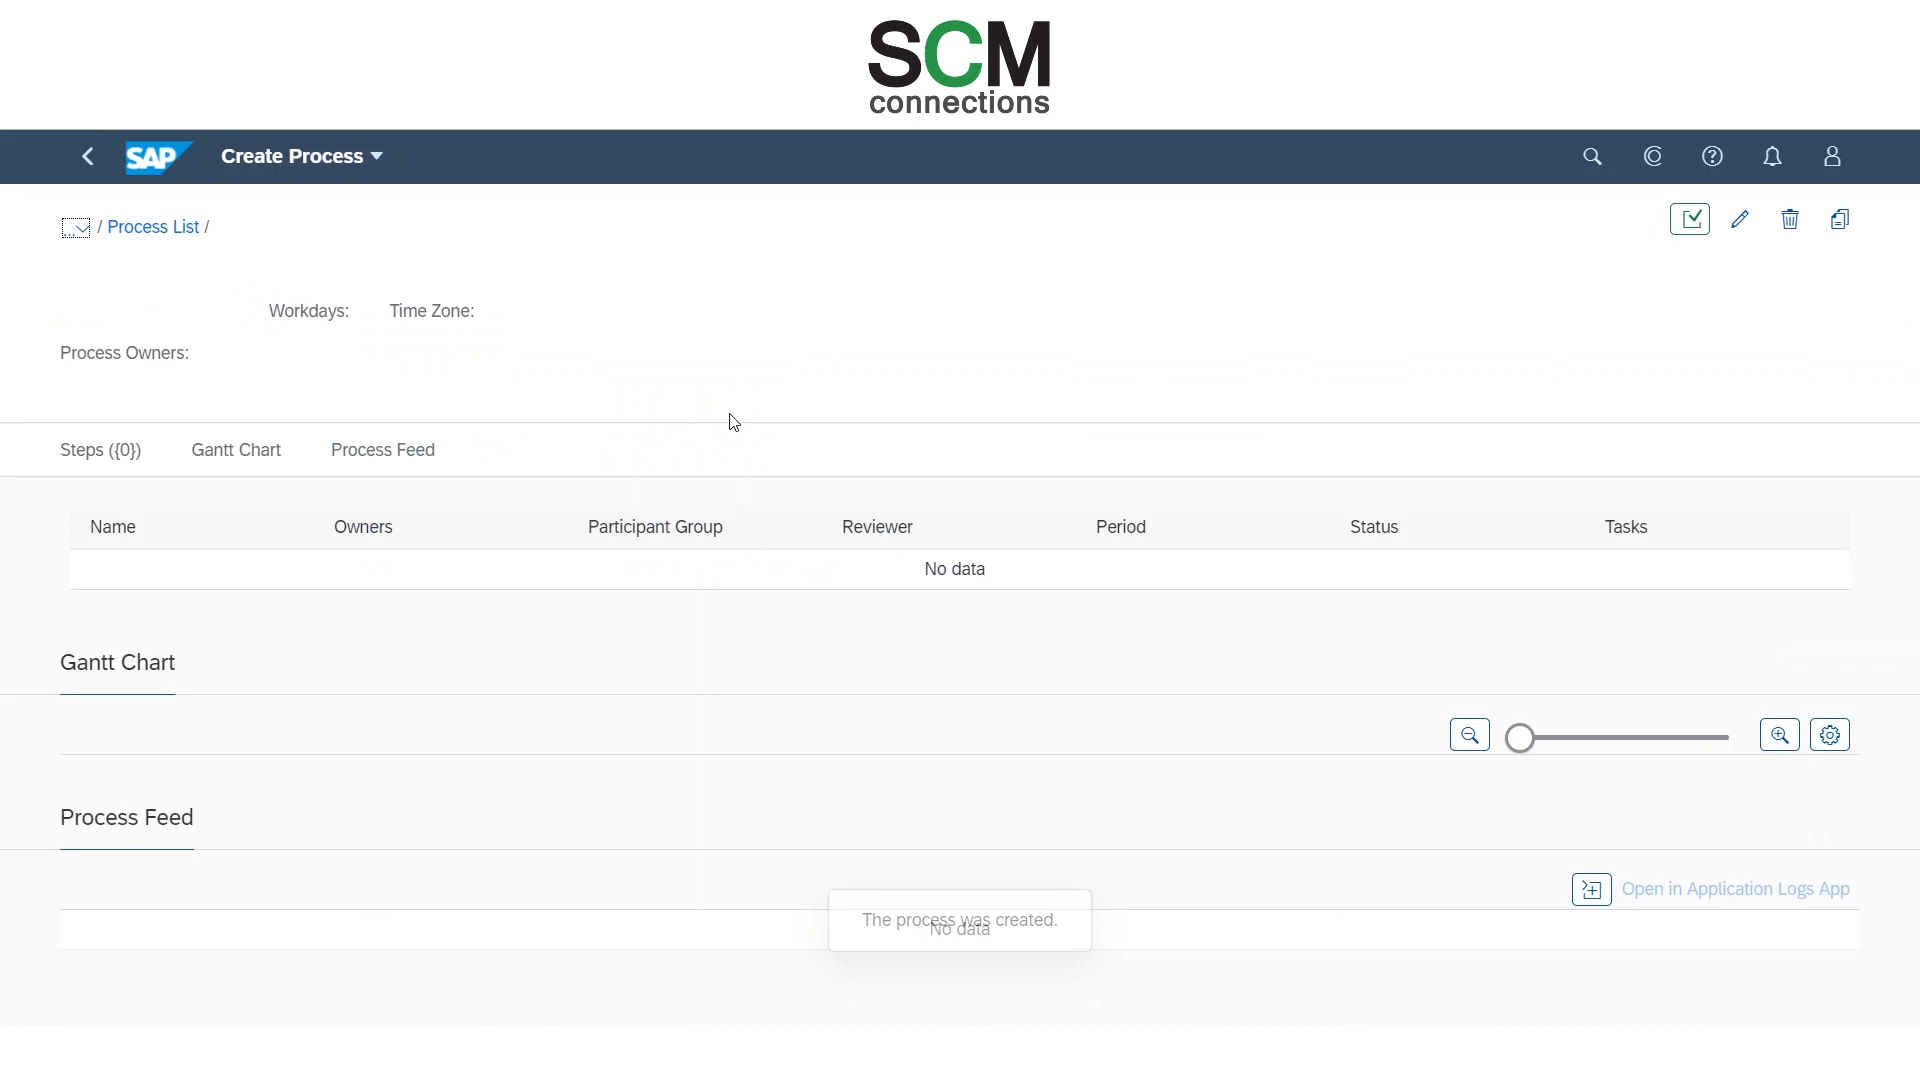 SCM
connections
SAP Create Process
... / Process List /
Workdays: Time Zone:
Process Owners:
Steps ({0}) Gantt Chart Process Feed
Name Owners Participant Group Reviewer Period Status Tasks
No data
Gantt Chart
Process Feed
Open in Application Logs App
The process was created.
No data